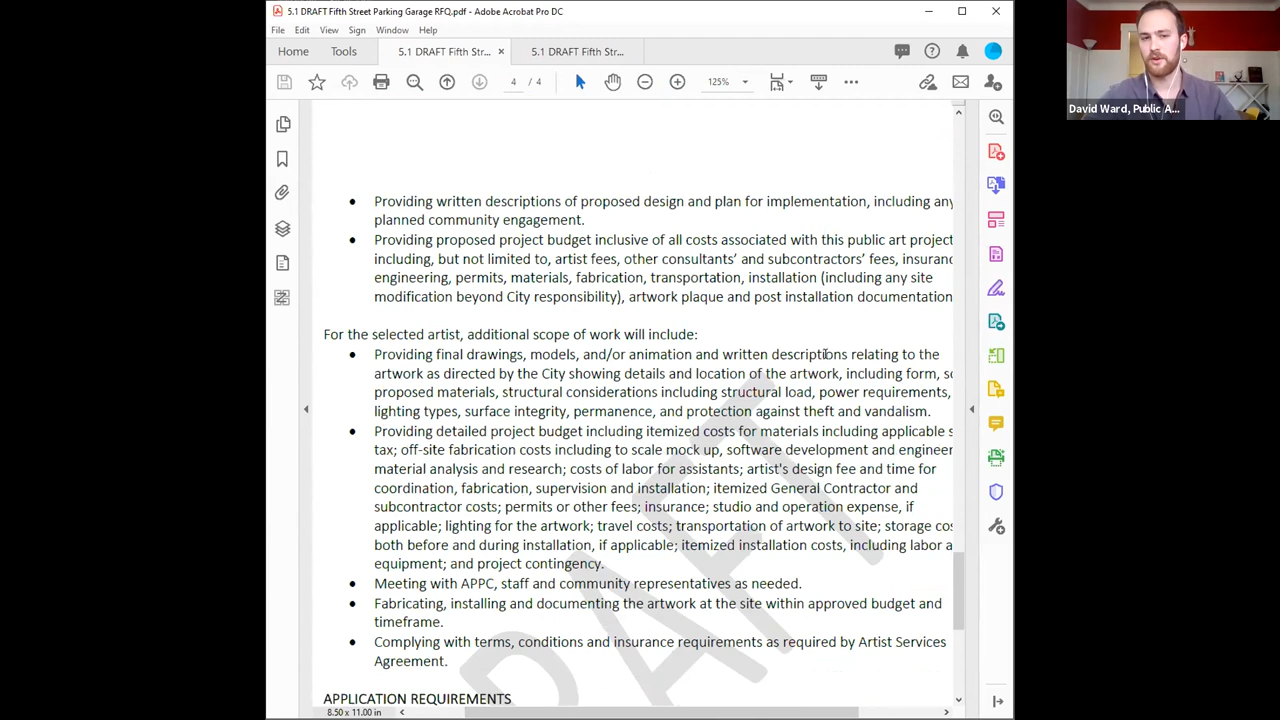 5.1 DRAFT Fifth Street Parking Garage RFQ.pdf - Adobe Acrobat Pro DC
File Edit View Sign Window Help
Home Tools 5.1 DRAFT Fifth Str... × 5.1 DRAFT Fifth Str...
4 / 4 125%
David Ward, Public A...
• Providing written descriptions of proposed design and plan for implementation, including any
planned community engagement.
• Providing proposed project budget inclusive of all costs associated with this public art project
including, but not limited to, artist fees, other consultants’ and subcontractors’ fees, insuranc
engineering, permits, materials, fabrication, transportation, installation (including any site
modification beyond City responsibility), artwork plaque and post installation documentation
For the selected artist, additional scope of work will include:
• Providing final drawings, models, and/or animation and written descriptions relating to the
artwork as directed by the City showing details and location of the artwork, including form, sc
proposed materials, structural considerations including structural load, power requirements,
lighting types, surface integrity, permanence, and protection against theft and vandalism.
• Providing detailed project budget including itemized costs for materials including applicable s
tax; off-site fabrication costs including to scale mock up, software development and engineer
material analysis and research; costs of labor for assistants; artist's design fee and time for
coordination, fabrication, supervision and installation; itemized General Contractor and
subcontractor costs; permits or other fees; insurance; studio and operation expense, if
applicable; lighting for the artwork; travel costs; transportation of artwork to site; storage cos
both before and during installation, if applicable; itemized installation costs, including labor a
equipment; and project contingency.
• Meeting with APPC, staff and community representatives as needed.
• Fabricating, installing and documenting the artwork at the site within approved budget and
timeframe.
• Complying with terms, conditions and insurance requirements as required by Artist Services
Agreement.
APPLICATION REQUIREMENTS
8.50 x 11.00 in
DRAFT